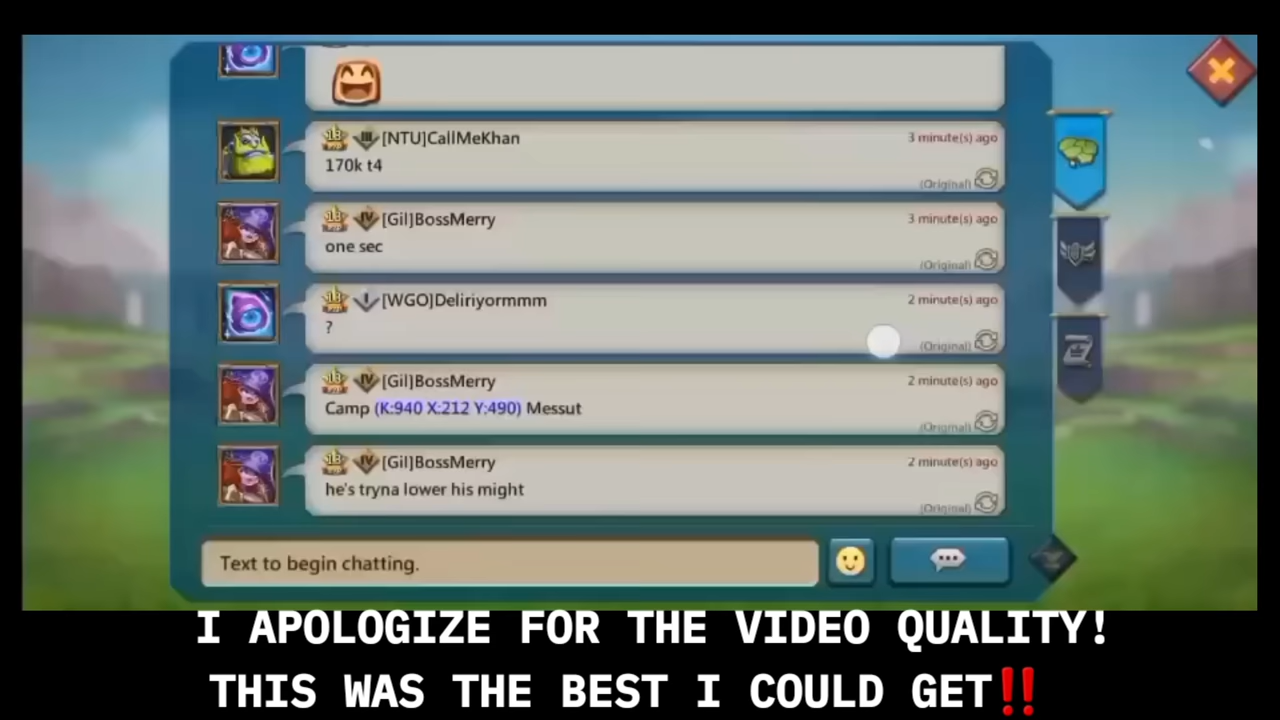 [NTU]CallMeKhan
3 minute(s) ago
170k t4
(Original)
[Gil]BossMerry
3 minute(s) ago
one sec
(Original)
[WGO]Deliriyormmm
2 minute(s) ago
?
(Original)
[Gil]BossMerry
2 minute(s) ago
Camp (K:940 X:212 Y:490) Messut
(Original)
[Gil]BossMerry
2 minute(s) ago
he's tryna lower his might
(Original)
Text to begin chatting.
I APOLOGIZE FOR THE VIDEO QUALITY!
THIS WAS THE BEST I COULD GET‼️